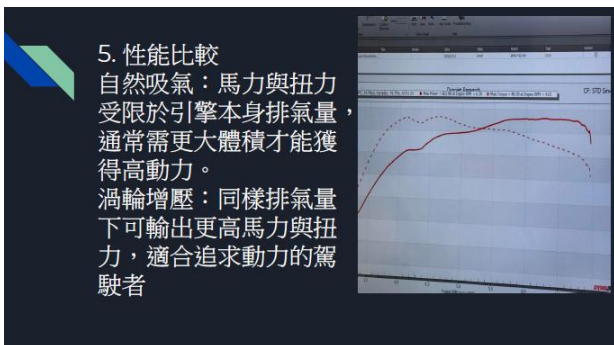 5. 性能比較
自然吸氣：馬力與扭力
受限於引擎本身排氣量，
通常需更大體積才能獲
得高動力。
渦輪增壓：同樣排氣量
下可輸出更高馬力與扭
力，適合追求動力的駕
駛者
CF: STD